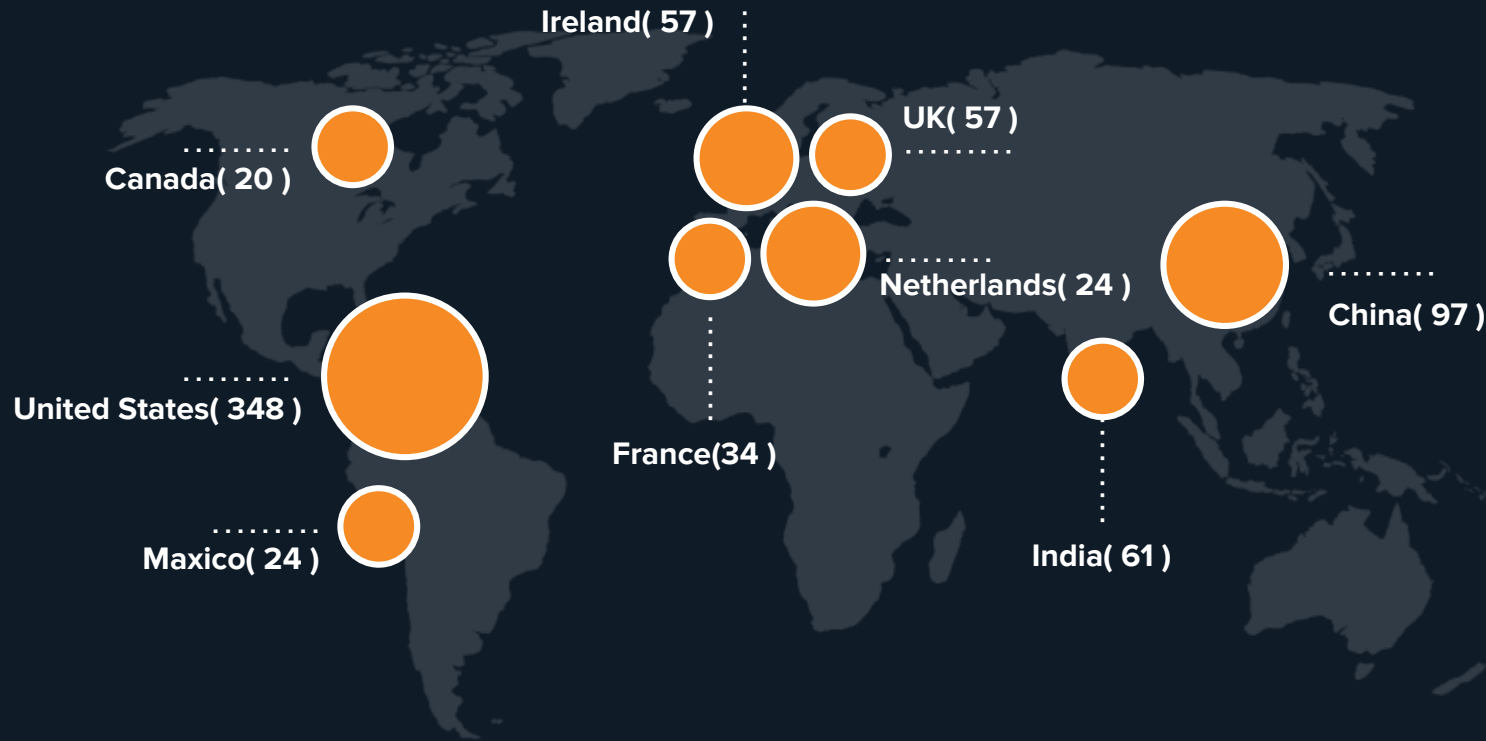 Ireland( 57 )
UK( 57 )
Canada( 20 )
Netherlands( 24 )
China( 97 )
United States( 348 )
France(34 )
Maxico( 24 )
India( 61 )